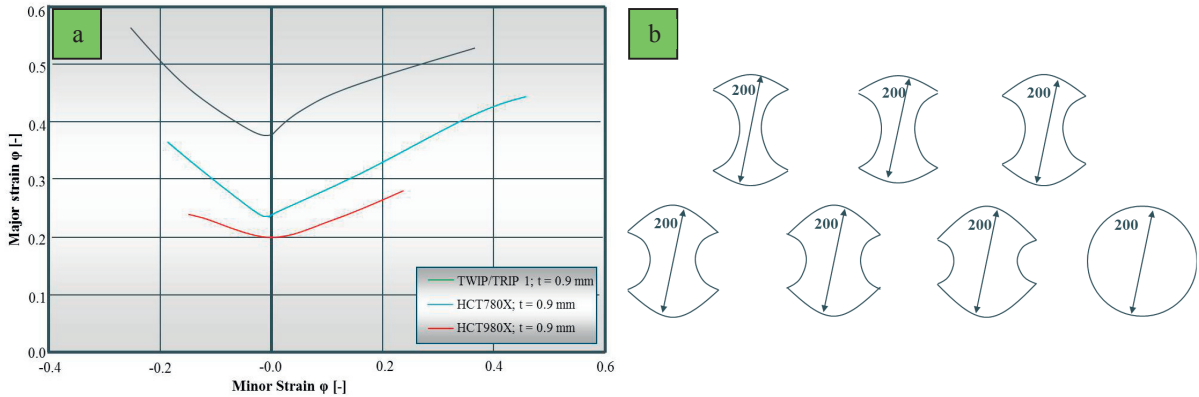 a
0.6
0.5
0.4
0.3
0.2
0.1
0.0
Major strain φ [-]
-0.4
-0.2
-0.0
0.2
0.4
0.6
Minor Strain φ [-]
TWIP/TRIP 1; t = 0.9 mm
HCT780X; t = 0.9 mm
HCT980X; t = 0.9 mm
b
200
200
200
200
200
200
200